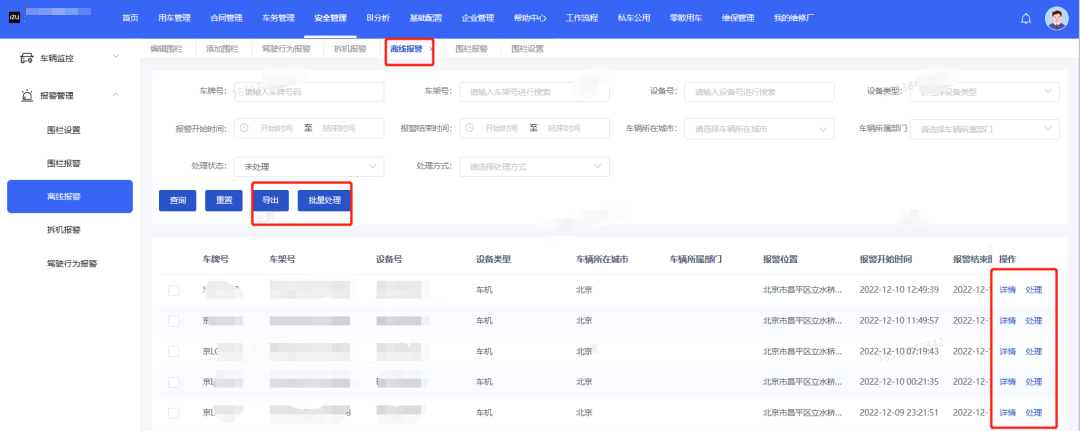 iZU 首页 用车管理 合同管理 车务管理 安全管理 BI分析 基础配置 企业管理 帮助中心 工作流程 私车公用 零散用车 维保管理 我的维修厂
车辆监控
报警管理
围栏设置
围栏报警
离线报警
拆机报警
驾驶行为报警
编辑围栏 添加围栏 驾驶行为报警 拆机报警 离线报警 × 围栏报警 围栏设置
车牌号: 请输入车牌号码 车架号: 请输入车架号进行搜索 设备号: 请输入设备号进行搜索 设备类型: 设备类型
报警开始时间: 开始时间 至 结束时间 报警结束时间: 开始时间 至 结束时间 车辆所在城市: 请选择车辆所在城市 车辆所属部门 请选择车辆所属部门
处理状态: 未处理 处理方式: 请选择处理方式
查询 重置 导出 批量处理
车牌号 车架号 设备号 设备类型 车辆所在城市 车辆所属部门 报警位置 报警开始时间 报警结束时 操作
车机 北京 北京市昌平区立水桥... 2022-12-10 12:49:39 2022-12-1 详情 处理
京 车机 北京 北京市昌平区立水桥... 2022-12-10 11:49:57 2022-12-1 详情 处理
京L 车机 北京 北京市昌平区立水桥... 2022-12-10 07:19:43 2022-12-1 详情 处理
京L 车机 北京 北京市昌平区立水桥... 2022-12-10 00:21:35 2022-12-1 详情 处理
京L 8 车机 北京 北京市昌平区立水桥... 2022-12-09 23:21:51 2022-12-1 详情 处理